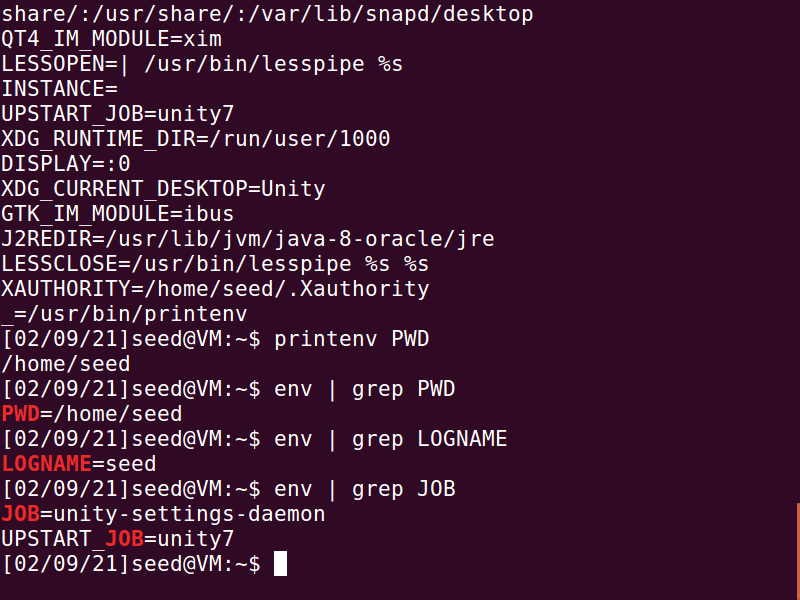 share/:/usr/share/:/var/lib/snapd/desktop
QT4_IM_MODULE=xim
LESSOPEN=| /usr/bin/lesspipe %s
INSTANCE=
UPSTART_JOB=unity7
XDG_RUNTIME_DIR=/run/user/1000
DISPLAY=:0
XDG_CURRENT_DESKTOP=Unity
GTK_IM_MODULE=ibus
J2REDIR=/usr/lib/jvm/java-8-oracle/jre
LESSCLOSE=/usr/bin/lesspipe %s %s
XAUTHORITY=/home/seed/.Xauthority
_=/usr/bin/printenv
[02/09/21]seed@VM:~$ printenv PWD
/home/seed
[02/09/21]seed@VM:~$ env | grep PWD
PWD=/home/seed
[02/09/21]seed@VM:~$ env | grep LOGNAME
LOGNAME=seed
[02/09/21]seed@VM:~$ env | grep JOB
JOB=unity-settings-daemon
UPSTART_JOB=unity7
[02/09/21]seed@VM:~$